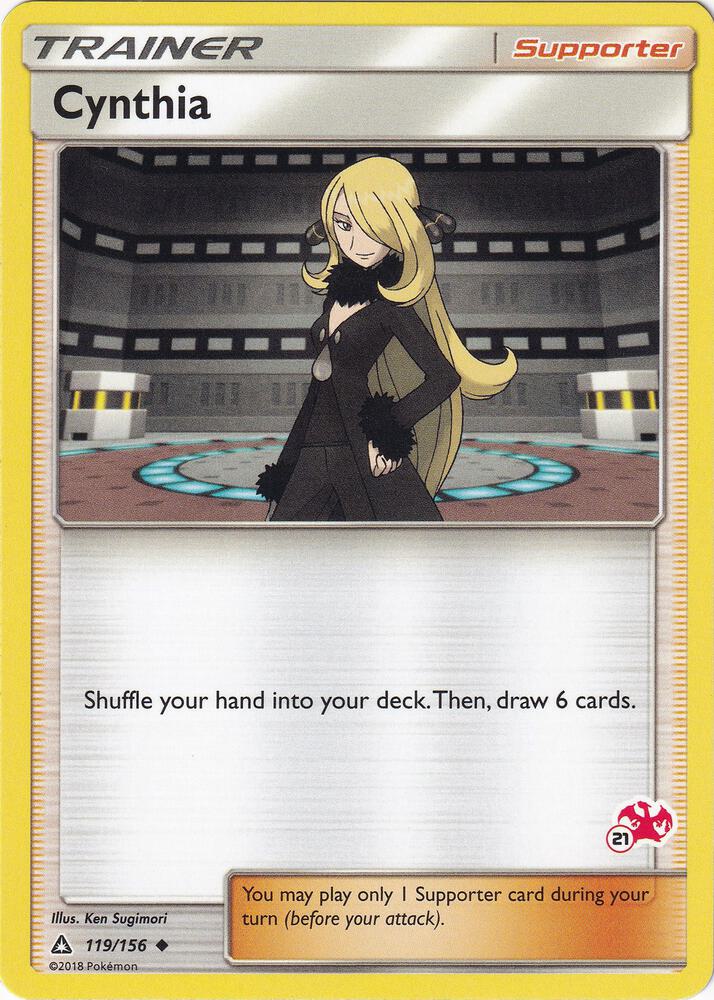 TRAINER
Supporter
Cynthia
Shuffle your hand into your deck. Then, draw 6 cards.
21
You may play only 1 Supporter card during your
turn (before your attack).
Illus. Ken Sugimori
119/156
©2018 Pokémon